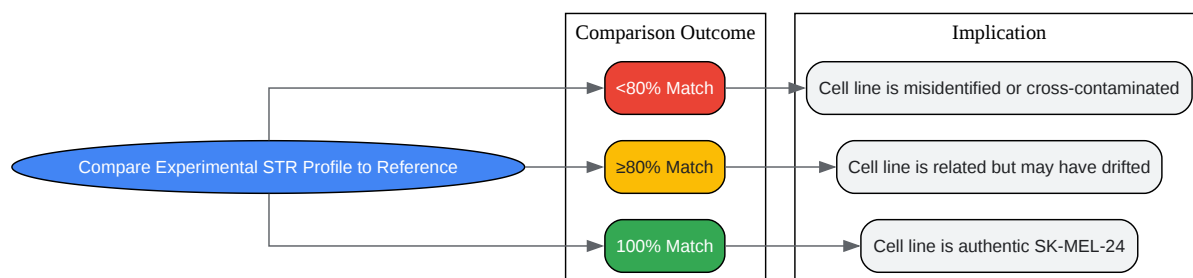 Comparison Outcome
Implication
<80% Match
Cell line is misidentified or cross-contaminated
Compare Experimental STR Profile to Reference
≥80% Match
Cell line is related but may have drifted
100% Match
Cell line is authentic SK-MEL-24